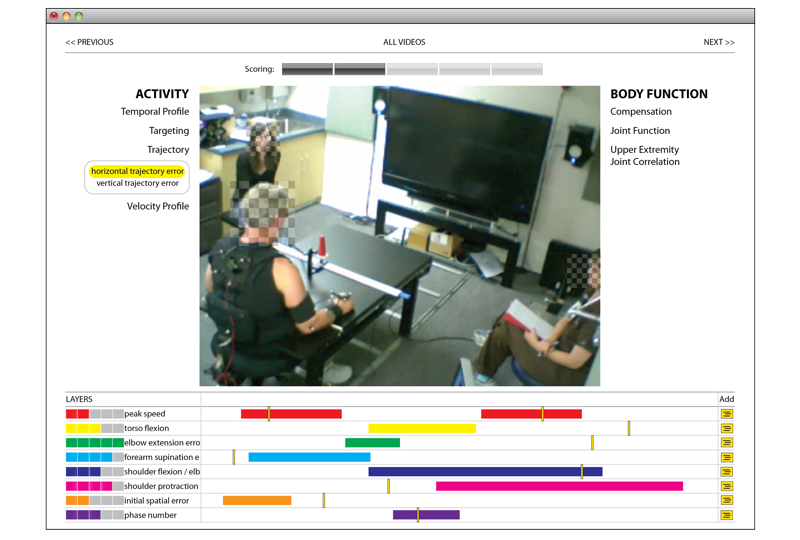 << PREVIOUS
ALL VIDEOS
NEXT >>
Scoring:
ACTIVITY
Temporal Profile
Targeting
Trajectory
horizontal trajectory error
vertical trajectory error
Velocity Profile
BODY FUNCTION
Compensation
Joint Function
Upper Extremity
Joint Correlation
LAYERS
Add
peak speed
torso flexion
elbow extension erro
forearm supination e
shoulder flexion / elb
shoulder protraction
initial spatial error
phase number